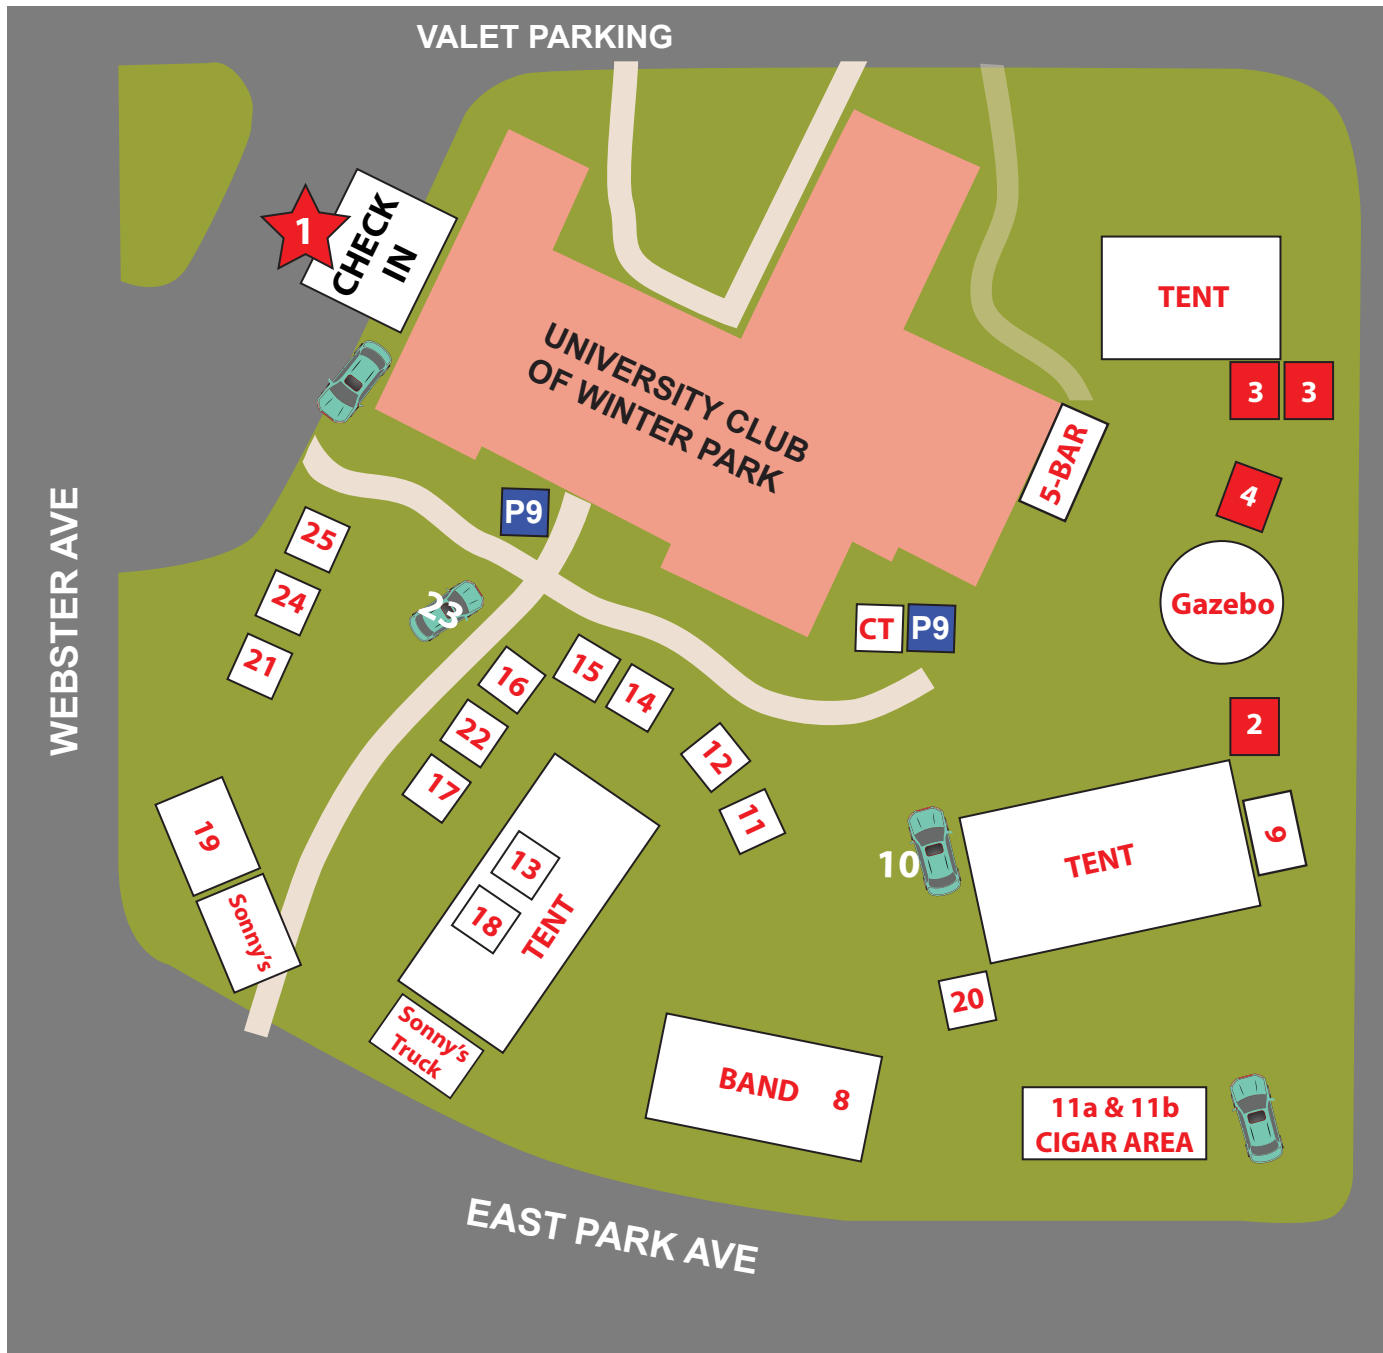 VALET PARKING
1
CHECK
IN
TENT
UNIVERSITY CLUB
OF WINTER PARK
3
3
5-BAR
4
P9
25
Gazebo
24
23
CT
P9
WEBSTER AVE
21
15
16
14
2
22
12
17
11
19
TENT
9
13
10
18
TENT
Sonny's
20
Sonny's
Truck
BAND 8
11a & 11b
CIGAR AREA
EAST PARK AVE